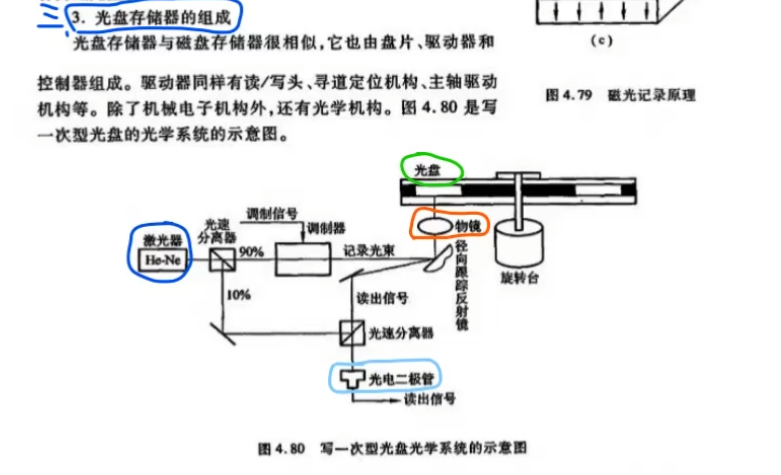 3. 光盘存储器的组成
光盘存储器与磁盘存储器很相似,它也由盘片、驱动器和
控制器组成。驱动器同样有读/写头、寻道定位机构、主轴驱动
机构等。除了机械电子机构外,还有光学机构。图 4.80 是写
一次型光盘的光学系统的示意图。
(c)
图 4.79 磁光记录原理
光盘
物镜
径向跟踪反射镜
旋转台
激光器
He-Ne
光速
分离器
90%
10%
调制信号
调制器
记录光束
读出信号
光速分离器
光电二极管
读出信号
图 4.80 写一次型光盘光学系统的示意图